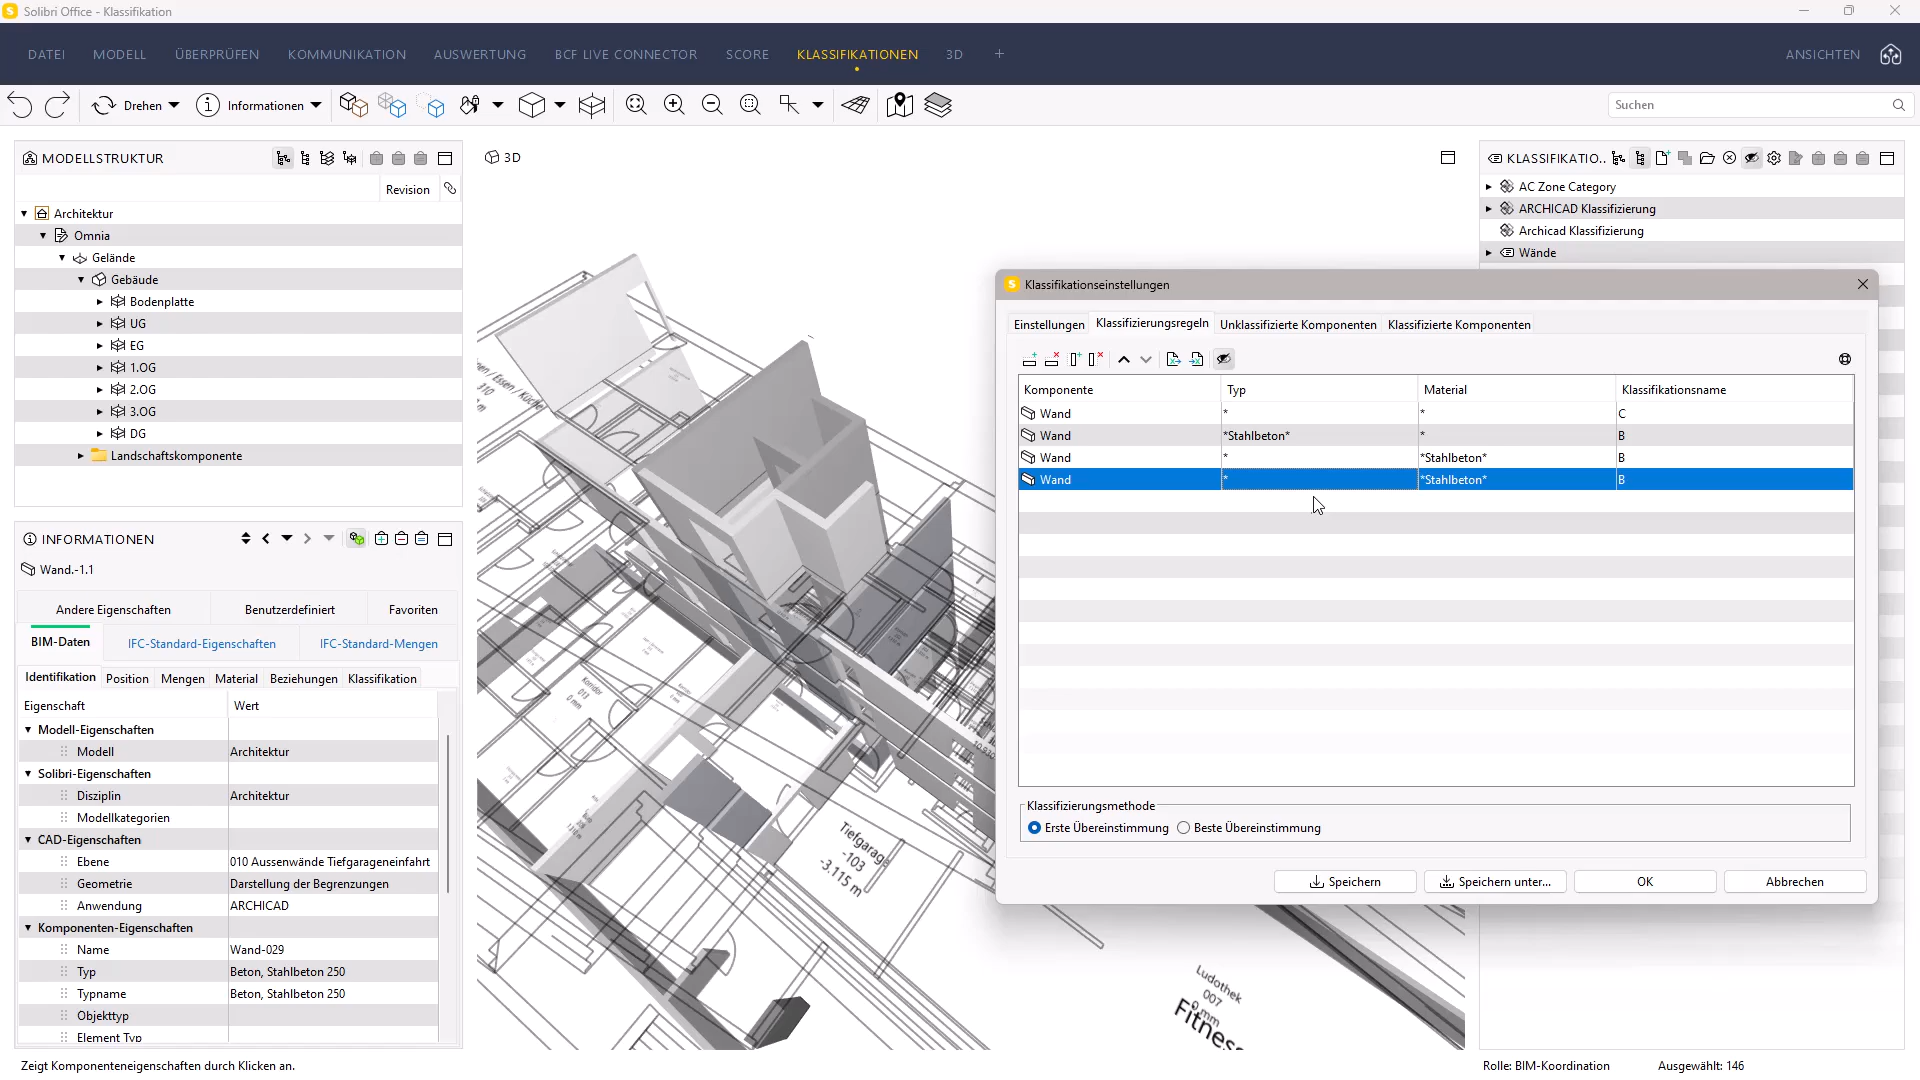 Solibri Office - Klassifikation
DATEI
MODELL
ÜBERPRÜFEN
KOMMUNIKATION
AUSWERTUNG
BCF LIVE CONNECTOR
SCORE
KLASSIFIKATIONEN
3D
ANSICHTEN
Drehen
Informationen
Suchen
MODELLSTRUKTUR
Revision
Architektur
Omnia
Gelände
Gebäude
Bodenplatte
UG
EG
1.OG
2.OG
3.OG
DG
Landschaftskomponente
INFORMATIONEN
Wand.-1.1
Andere Eigenschaften
Benutzerdefiniert
Favoriten
BIM-Daten
IFC-Standard-Eigenschaften
IFC-Standard-Mengen
Identifikation
Position
Mengen
Material
Beziehungen
Klassifikation
Eigenschaft Wert
Modell-Eigenschaften
Modell Architektur
Solibri-Eigenschaften
Disziplin Architektur
Modellkategorien
CAD-Eigenschaften
Ebene 010 Aussenwände Tiefgarageneinfahrt
Geometrie Darstellung der Begrenzungen
Anwendung ARCHICAD
Komponenten-Eigenschaften
Name Wand-029
Typ Beton, Stahlbeton 250
Typname Beton, Stahlbeton 250
Objekttyp
Element Typ
3D
Korridor
013
0 mm
Tiefgarage
-103
-3.115 m
Ludothek
007
0 mm
Fitness
KLASSIFIKATIO..
AC Zone Category
ARCHICAD Klassifizierung
Archicad Klassifizierung
Wände
Klassifikationseinstellungen
Einstellungen
Klassifizierungsregeln
Unklassifizierte Komponenten
Klassifizierte Komponenten
Komponente Typ Material Klassifikationsname
Wand * * C
Wand *Stahlbeton* * B
Wand * *Stahlbeton* B
Wand * *Stahlbeton* B
Klassifizierungsmethode
Erste Übereinstimmung
Beste Übereinstimmung
Speichern
Speichern unter...
OK
Abbrechen
Zeigt Komponenteneigenschaften durch Klicken an.
Rolle: BIM-Koordination
Ausgewählt: 146